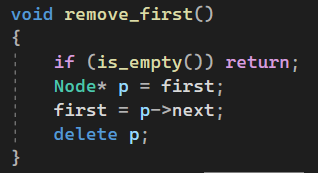 void remove_first()
{
if (is_empty()) return;
Node* p = first;
first = p->next;
delete p;
}